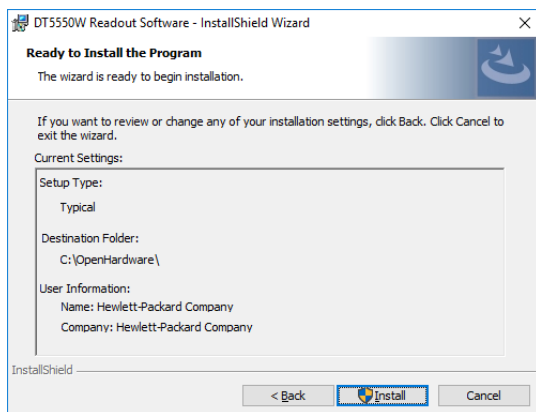 DT5550W Readout Software - InstallShield Wizard
Ready to Install the Program
The wizard is ready to begin installation.
If you want to review or change any of your installation settings, click Back. Click Cancel to
exit the wizard.
Current Settings:
Setup Type:
Typical
Destination Folder:
C:\OpenHardware\
User Information:
Name: Hewlett-Packard Company
Company: Hewlett-Packard Company
InstallShield
< Back
Install
Cancel